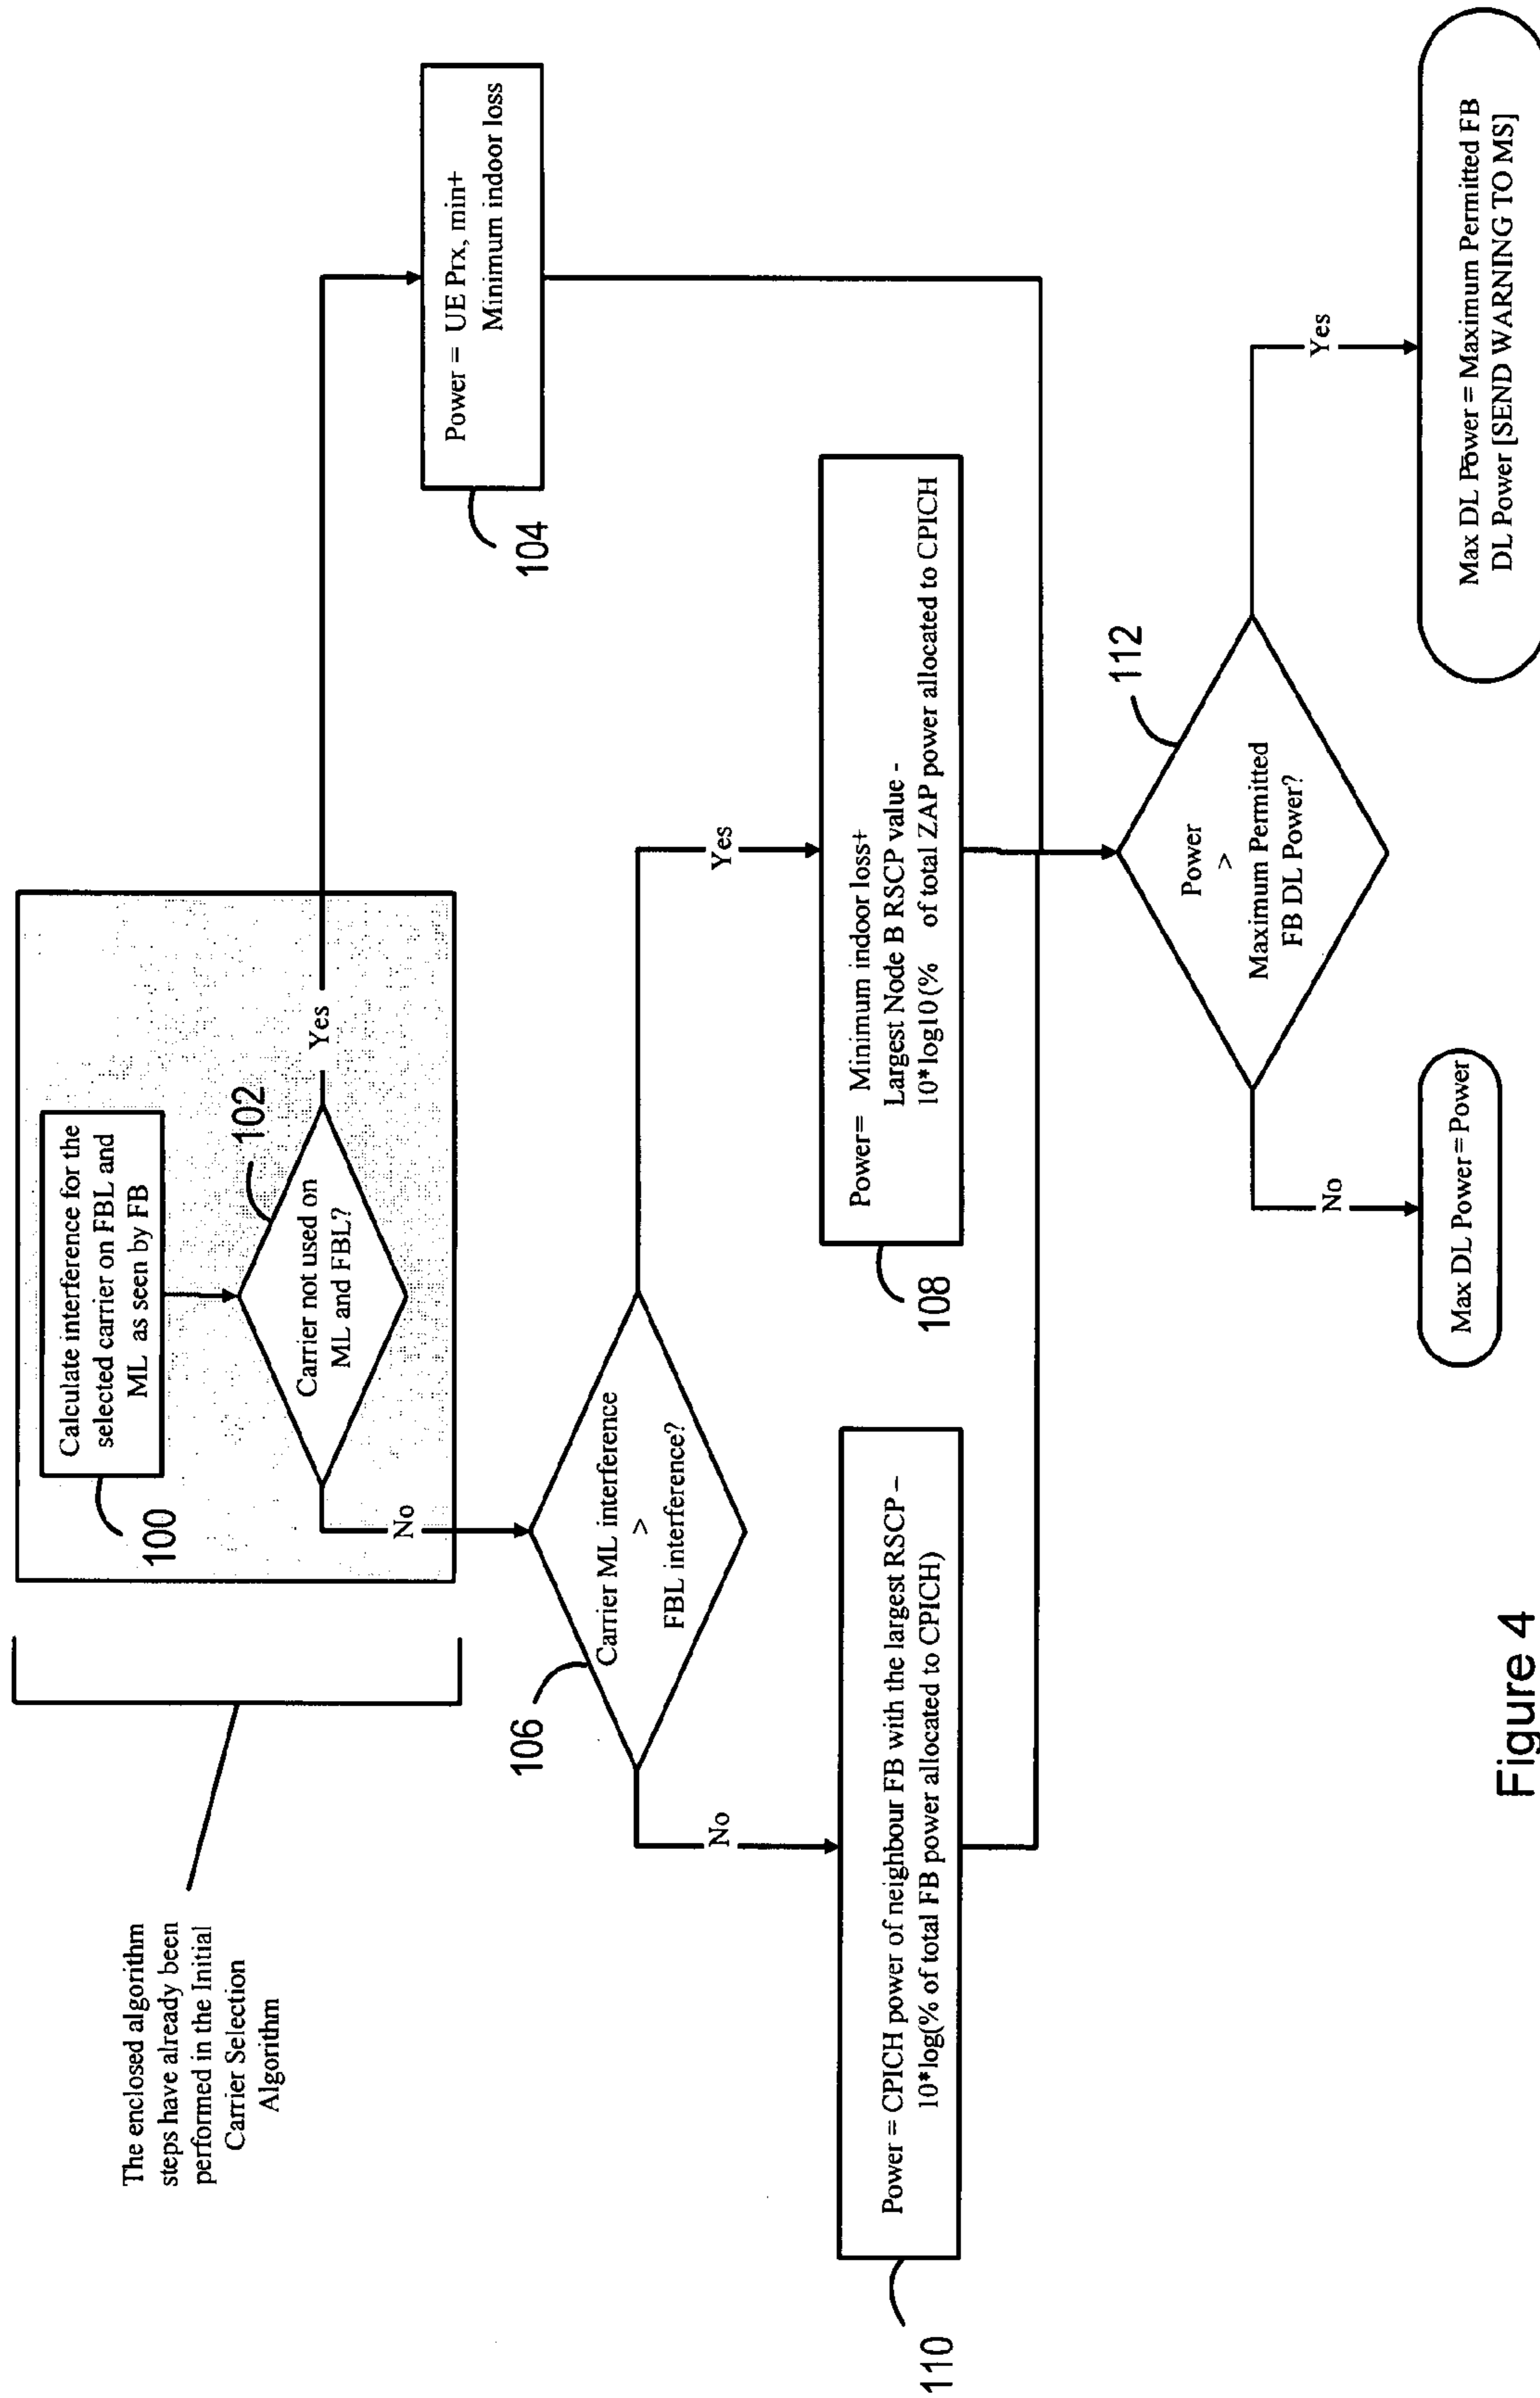 The enclosed algorithm
steps have already been
performed in the Initial
Carrier Selection
Algorithm
100
Calculate interference for the
selected carrier on FBL and
ML as seen by FB
102
Carrier not used on
ML and FBL?
Yes
No
104
Power = UE Prx, min+
Minimum indoor loss
106
Carrier ML interference
>
FBL interference?
Yes
No
108
Power= Minimum indoor loss+
Largest Node B RSCP value -
10*log10(% of total ZAP power allocated to CPICH
110
Power = CPICH power of neighbour FB with the largest RSCP –
10*log(% of total FB power allocated to CPICH)
112
Power
>
Maximum Permitted
FB DL Power?
No
Yes
Max DL Power = Power
Max DL Power = Maximum Permitted FB
DL Power [SEND WARNING TO MS]
Figure 4